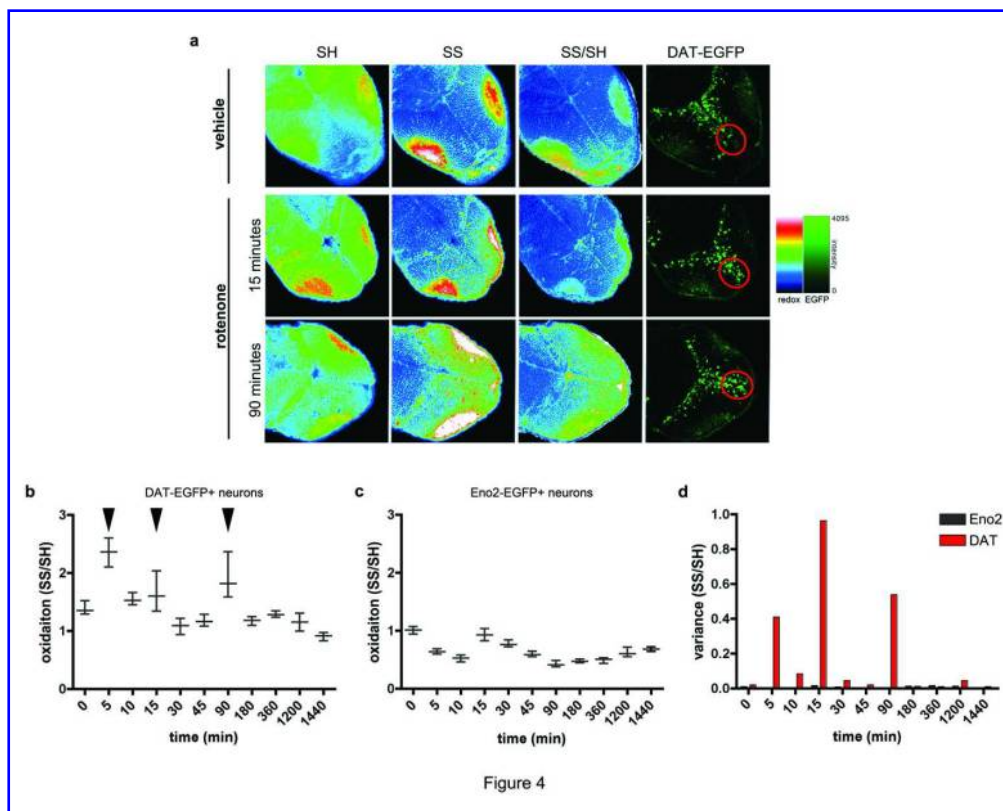 a
SH SS SS/SH DAT-EGFP
vehicle
rotenone
15 minutes
90 minutes
4095
intensity
0
redox EGFP
b
DAT-EGFP+ neurons
oxidaiton (SS/SH)
3
2
1
0
0 5 10 15 30 45 90 180 360 1200 1440
time (min)
c
Eno2-EGFP+ neurons
oxidaiton (SS/SH)
3
2
1
0
0 5 10 15 30 45 90 180 360 1200 1440
time (min)
d
Eno2
DAT
variance (SS/SH)
1.0
0.8
0.6
0.4
0.2
0.0
0 5 10 15 30 45 90 180 360 1200 1440
time (min)
Figure 4